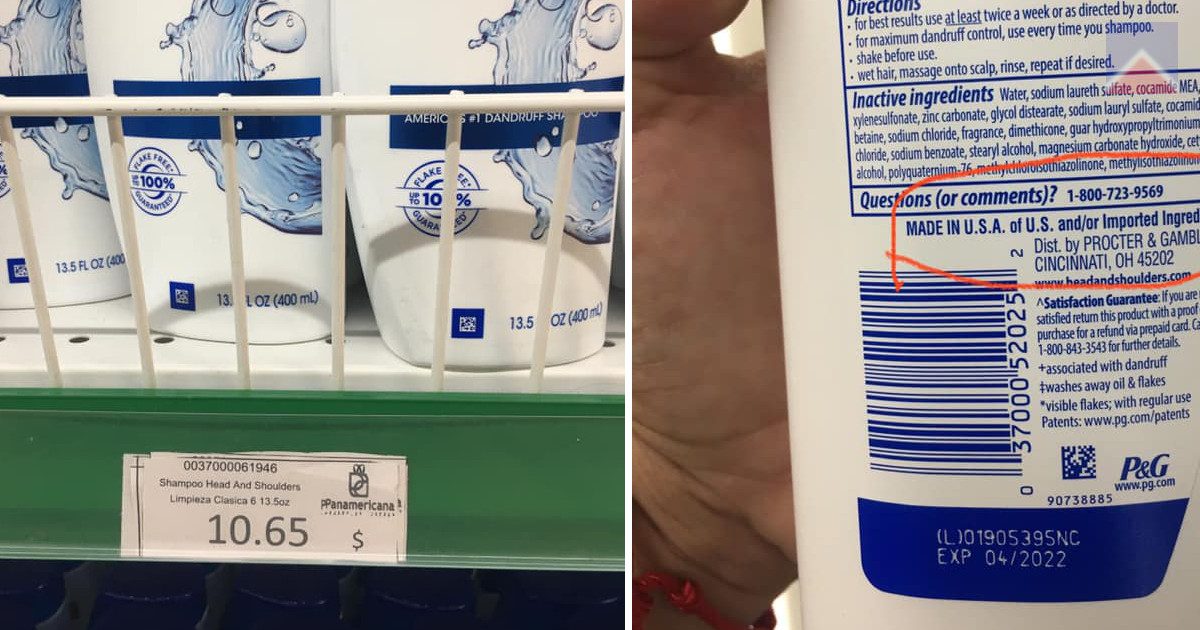 AMERICA'S #1 DANDRUFF SHAMPOO
FLAKE FREE*
UP TO 100%
GUARANTEED
13.5 FL OZ (400
FLAKE FREE*
UP TO 100%
GUARANTEED
13. FL OZ (400 mL)
13.5 OZ (400 mL)
0037000061946
Shampoo Head And Shoulders
Limpieza Clasica 6 13.5oz
Panamericana
10.65 $
Directions
• for best results use at least twice a week or as directed by a doctor.
• for maximum dandruff control, use every time you shampoo.
• shake before use.
• wet hair, massage onto scalp, rinse, repeat if desired.
Inactive ingredients Water, sodium laureth sulfate, cocamide MEA,
xylenesulfonate, zinc carbonate, glycol distearate, sodium lauryl sulfate, cocamid
betaine, sodium chloride, fragrance, dimethicone, guar hydroxypropyltrimonium
chloride, sodium benzoate, stearyl alcohol, magnesium carbonate hydroxide, cet
alcohol, polyquaternium-76, methylchloroisothiazolinone, methylisothiazolinon
Questions (or comments)? 1-800-723-9569
MADE IN U.S.A. of U.S. and/or Imported Ingred
Dist. by PROCTER & GAMBL
CINCINNATI, OH 45202
www.headandshoulders.com
^Satisfaction Guarantee: If you are
satisfied return this product with a proof
purchase for a refund via prepaid card. Ca
1-800-843-3543 for further details.
+associated with dandruff
‡washes away oil & flakes
*visible flakes; with regular use
Patents: www.pg.com/patents
0 37000 52025 2
P&G
www.pg.com
90738885
(L)01905395NC
EXP 04/2022